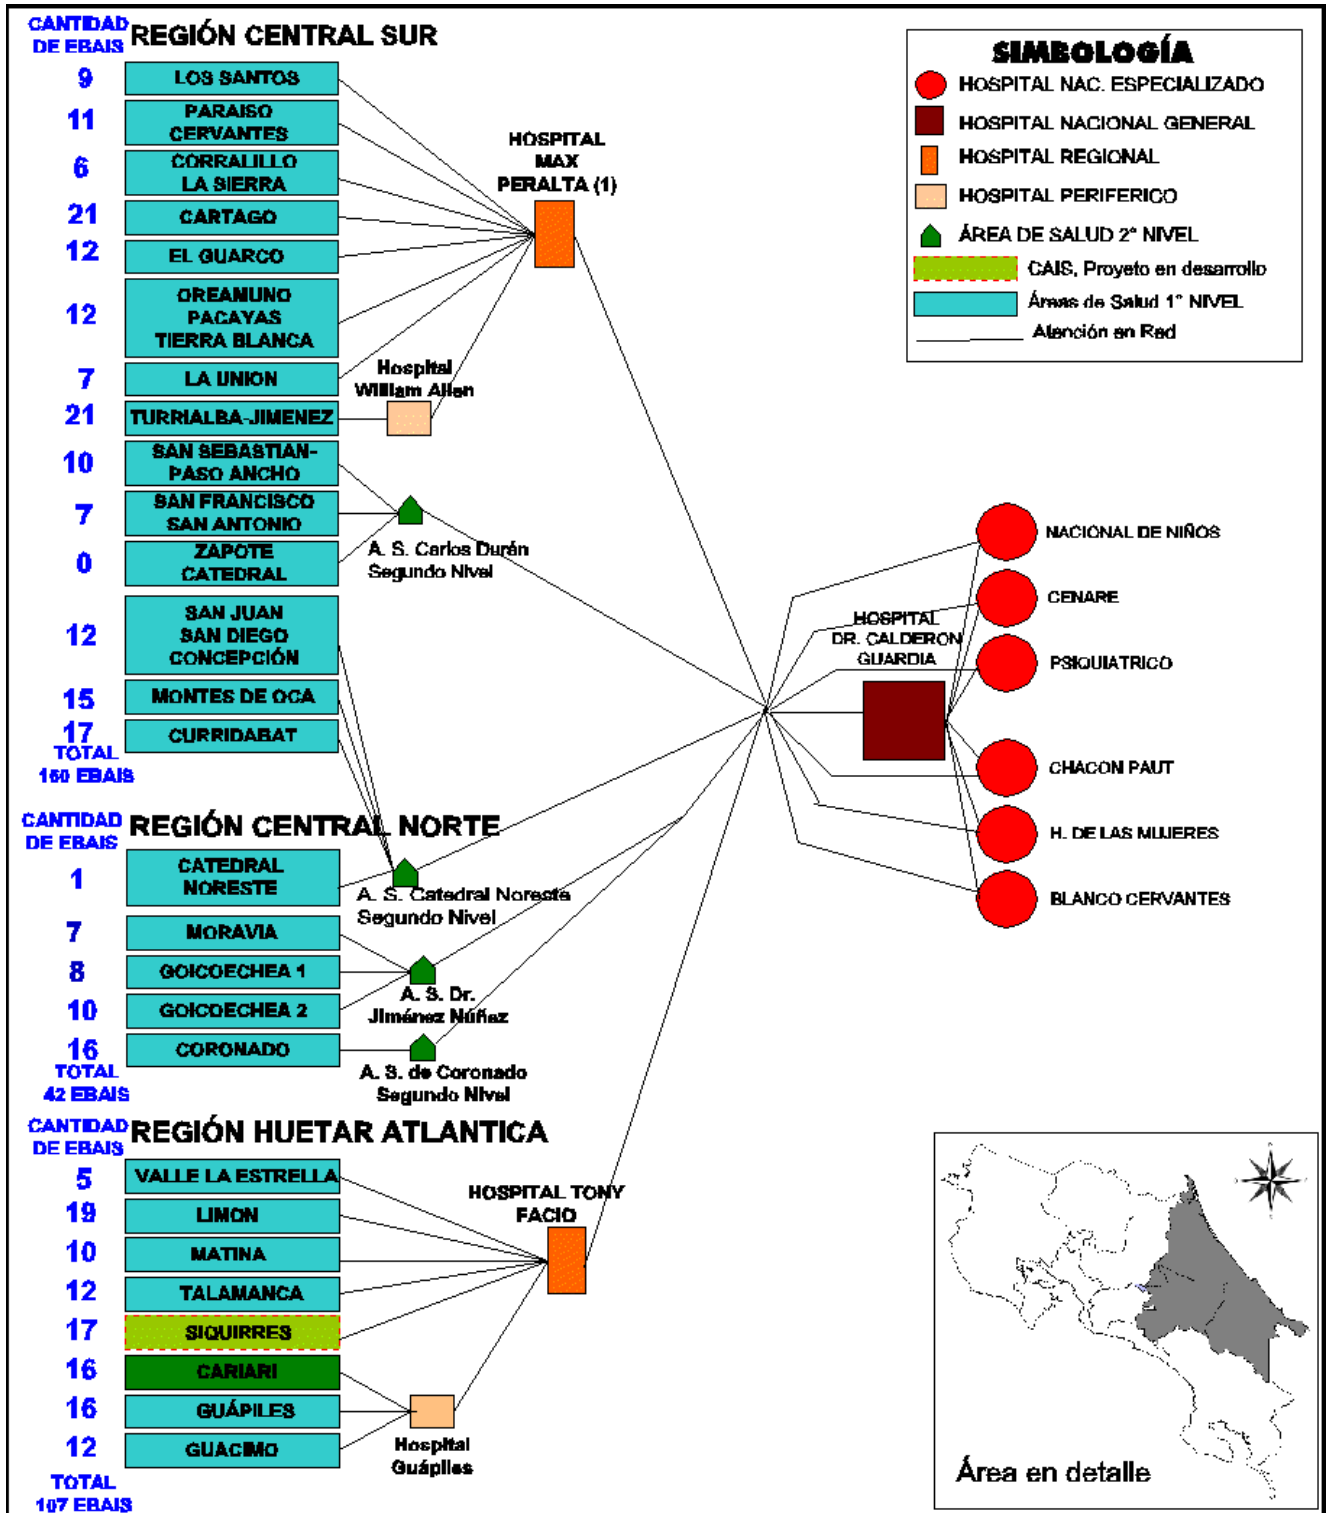 CANTIDAD
DE EBAIS
REGIÓN CENTRAL SUR
9
LOS SANTOS
11
PARAISO
CERVANTES
6
CORRALILLO
LA SIERRA
21
CARTAGO
12
EL GUARCO
12
OREAMUNO
PACAYAS
TIERRA BLANCA
7
LA UNION
21
TURRIALBA-JIMENEZ
10
SAN SEBASTIAN-
PASO ANCHO
7
SAN FRANCISCO
SAN ANTONIO
0
ZAPOTE
CATEDRAL
12
SAN JUAN
SAN DIEGO
CONCEPCIÓN
15
MONTES DE OCA
17
CURRIDABAT
TOTAL
160 EBAIS
HOSPITAL
MAX
PERALTA (1)
Hospital
William Allen
A. S. Carlos Durán
Segundo Nivel
CANTIDAD
DE EBAIS
REGIÓN CENTRAL NORTE
1
CATEDRAL
NORESTE
7
MORAVIA
8
GOICOECHEA 1
10
GOICOECHEA 2
16
CORONADO
TOTAL
42 EBAIS
A. S. Catedral Noreste
Segundo Nivel
A. S. Dr.
Jiménez Núñez
A. S. de Coronado
Segundo Nivel
CANTIDAD
DE EBAIS
REGIÓN HUETAR ATLANTICA
5
VALLE LA ESTRELLA
19
LIMON
10
MATINA
12
TALAMANCA
17
SIQUIRRES
16
CARIARI
16
GUÁPILES
12
GUACIMO
TOTAL
107 EBAIS
HOSPITAL TONY
FACIO
Hospital
Guápiles
SIMBOLOGÍA
HOSPITAL NAC. ESPECIALIZADO
HOSPITAL NACIONAL GENERAL
HOSPITAL REGIONAL
HOSPITAL PERIFERICO
ÁREA DE SALUD 2° NIVEL
CAIS, Proyeto en desarrollo
Áreas de Salud 1° NIVEL
Atención en Red
HOSPITAL
DR. CALDERON
GUARDIA
NACIONAL DE NIÑOS
CENARE
PSIQUIATRICO
CHACON PAUT
H. DE LAS MUJERES
BLANCO CERVANTES
Área en detalle